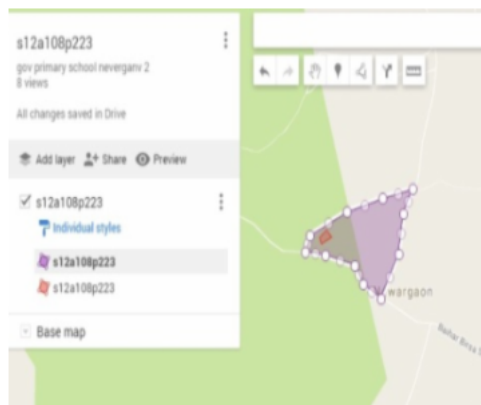 s12a108p223
gov primary school neverganv 2
8 views
All changes saved in Drive
Add layer Share Preview
s12a108p223
Individual styles
s12a108p223
s12a108p223
Base map
wargaon